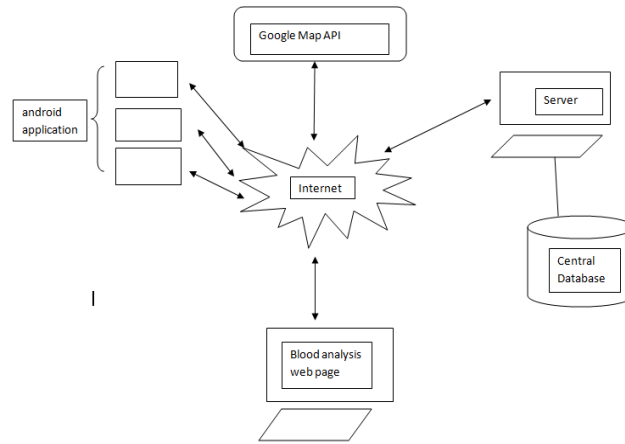 Google Map API
android
application
Server
Internet
Central
Database
Blood analysis
web page